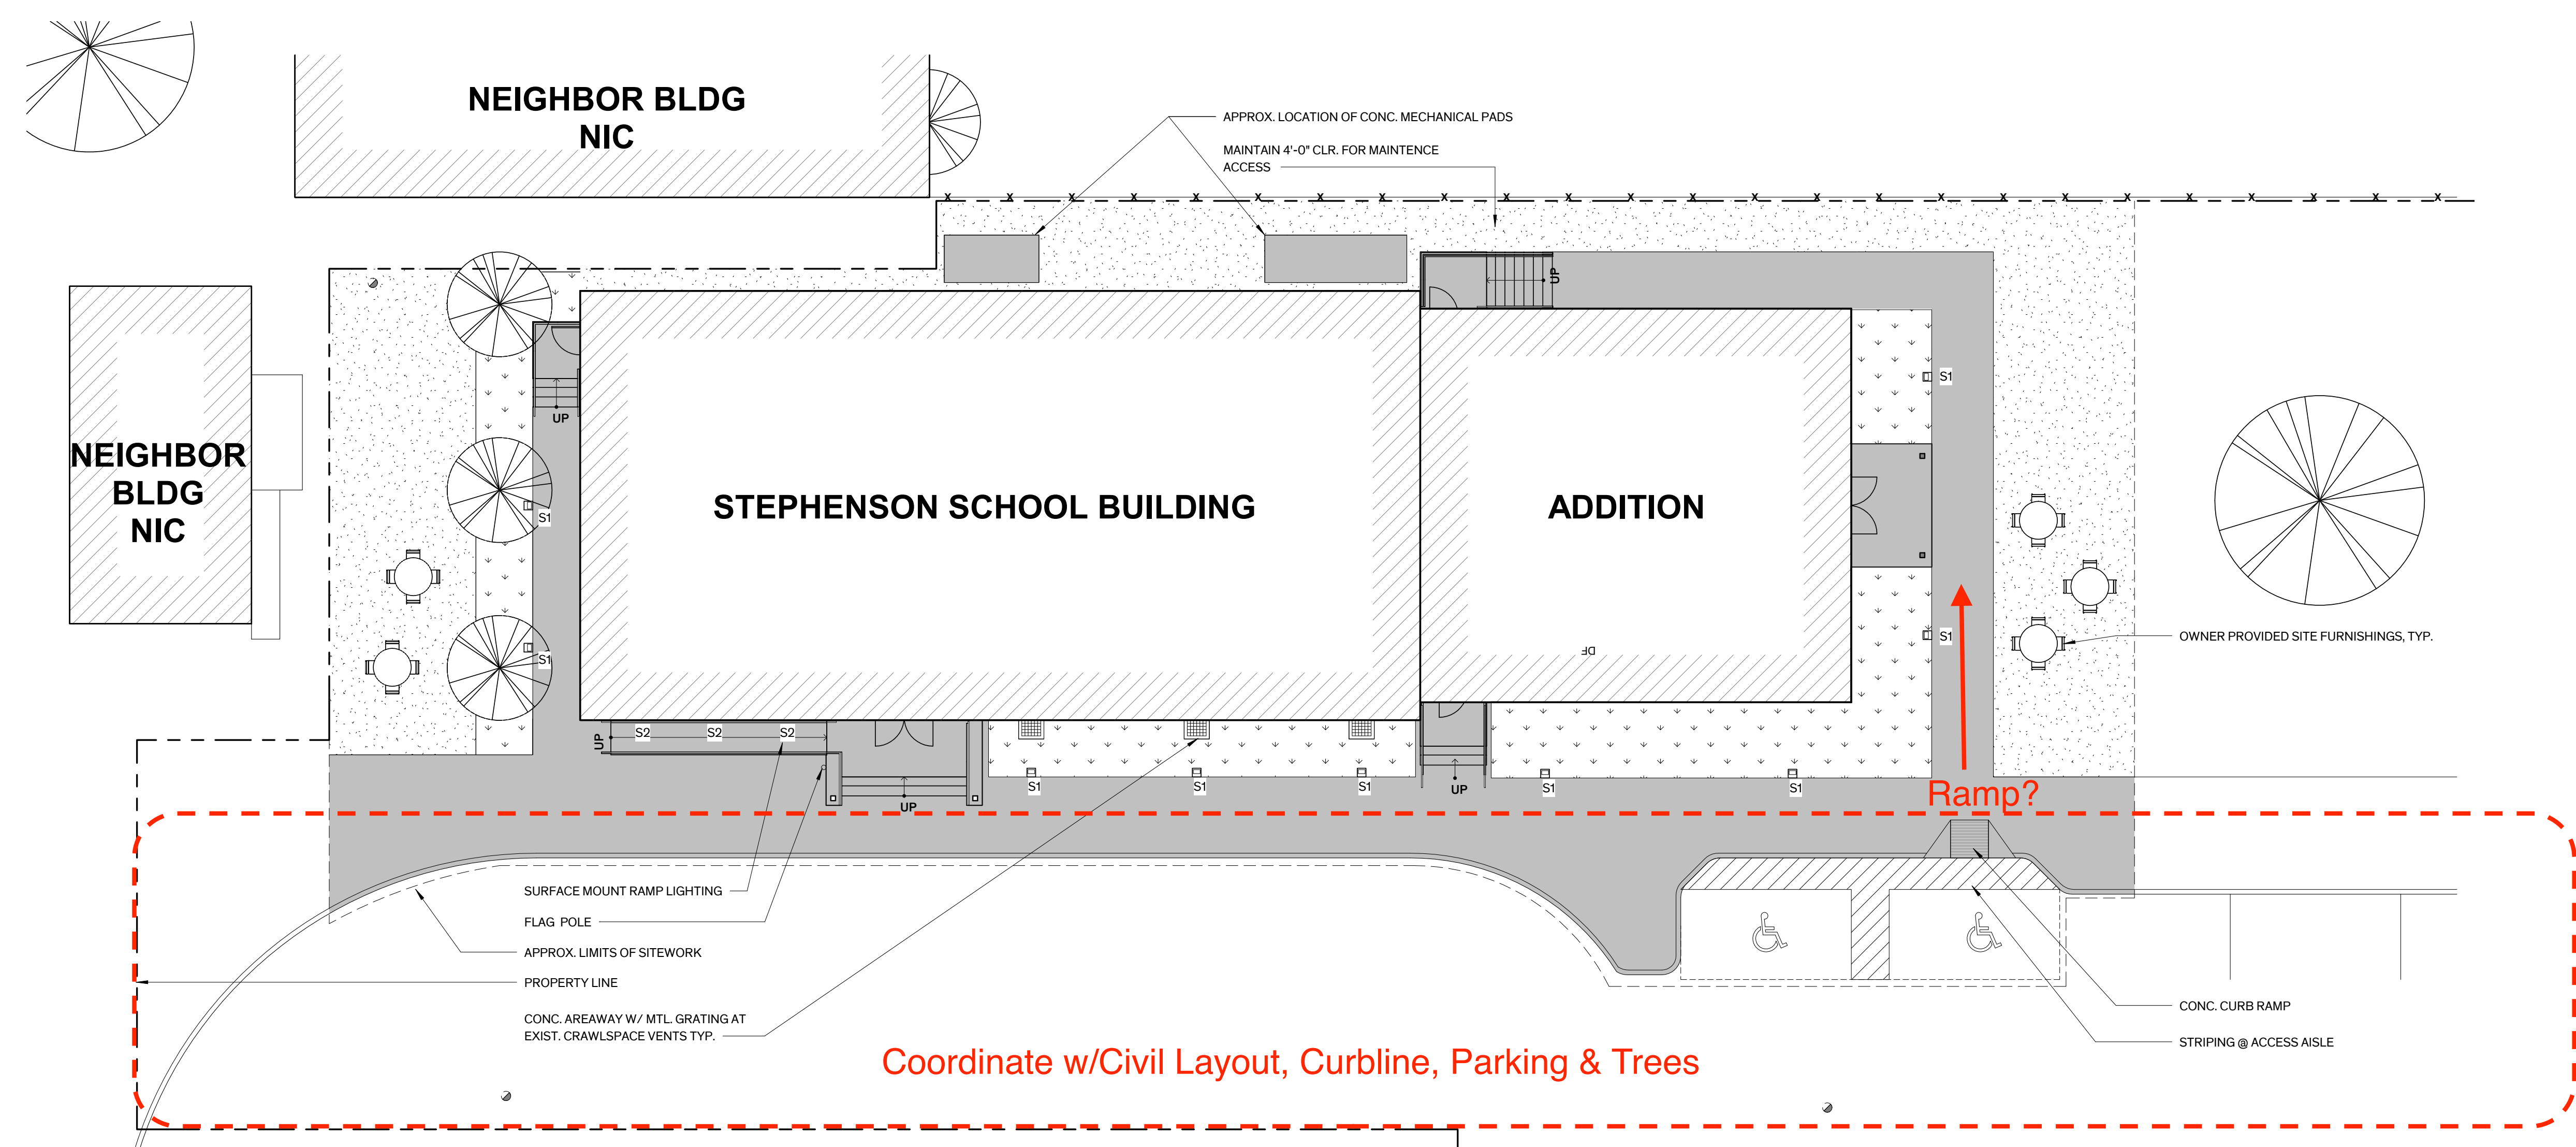 NEIGHBOR BLDG
NIC
APPROX. LOCATION OF CONC. MECHANICAL PADS
MAINTAIN 4'-0" CLR. FOR MAINTENCE
ACCESS
X X X X X X X X X X X X X X X X X X X X X X X X X
UP
UP
S1
NEIGHBOR
BLDG
NIC
STEPHENSON SCHOOL BUILDING
ADDITION
S1
S1
S1
DF
OWNER PROVIDED SITE FURNISHINGS, TYP.
UP
S2 S2 S2
S1 S1 S1
UP
S1 S1
Ramp?
UP
SURFACE MOUNT RAMP LIGHTING
FLAG POLE
APPROX. LIMITS OF SITEWORK
PROPERTY LINE
CONC. AREAWAY W/ MTL. GRATING AT
EXIST. CRAWLSPACE VENTS TYP.
CONC. CURB RAMP
STRIPING @ ACCESS AISLE
Coordinate w/Civil Layout, Curbline, Parking & Trees